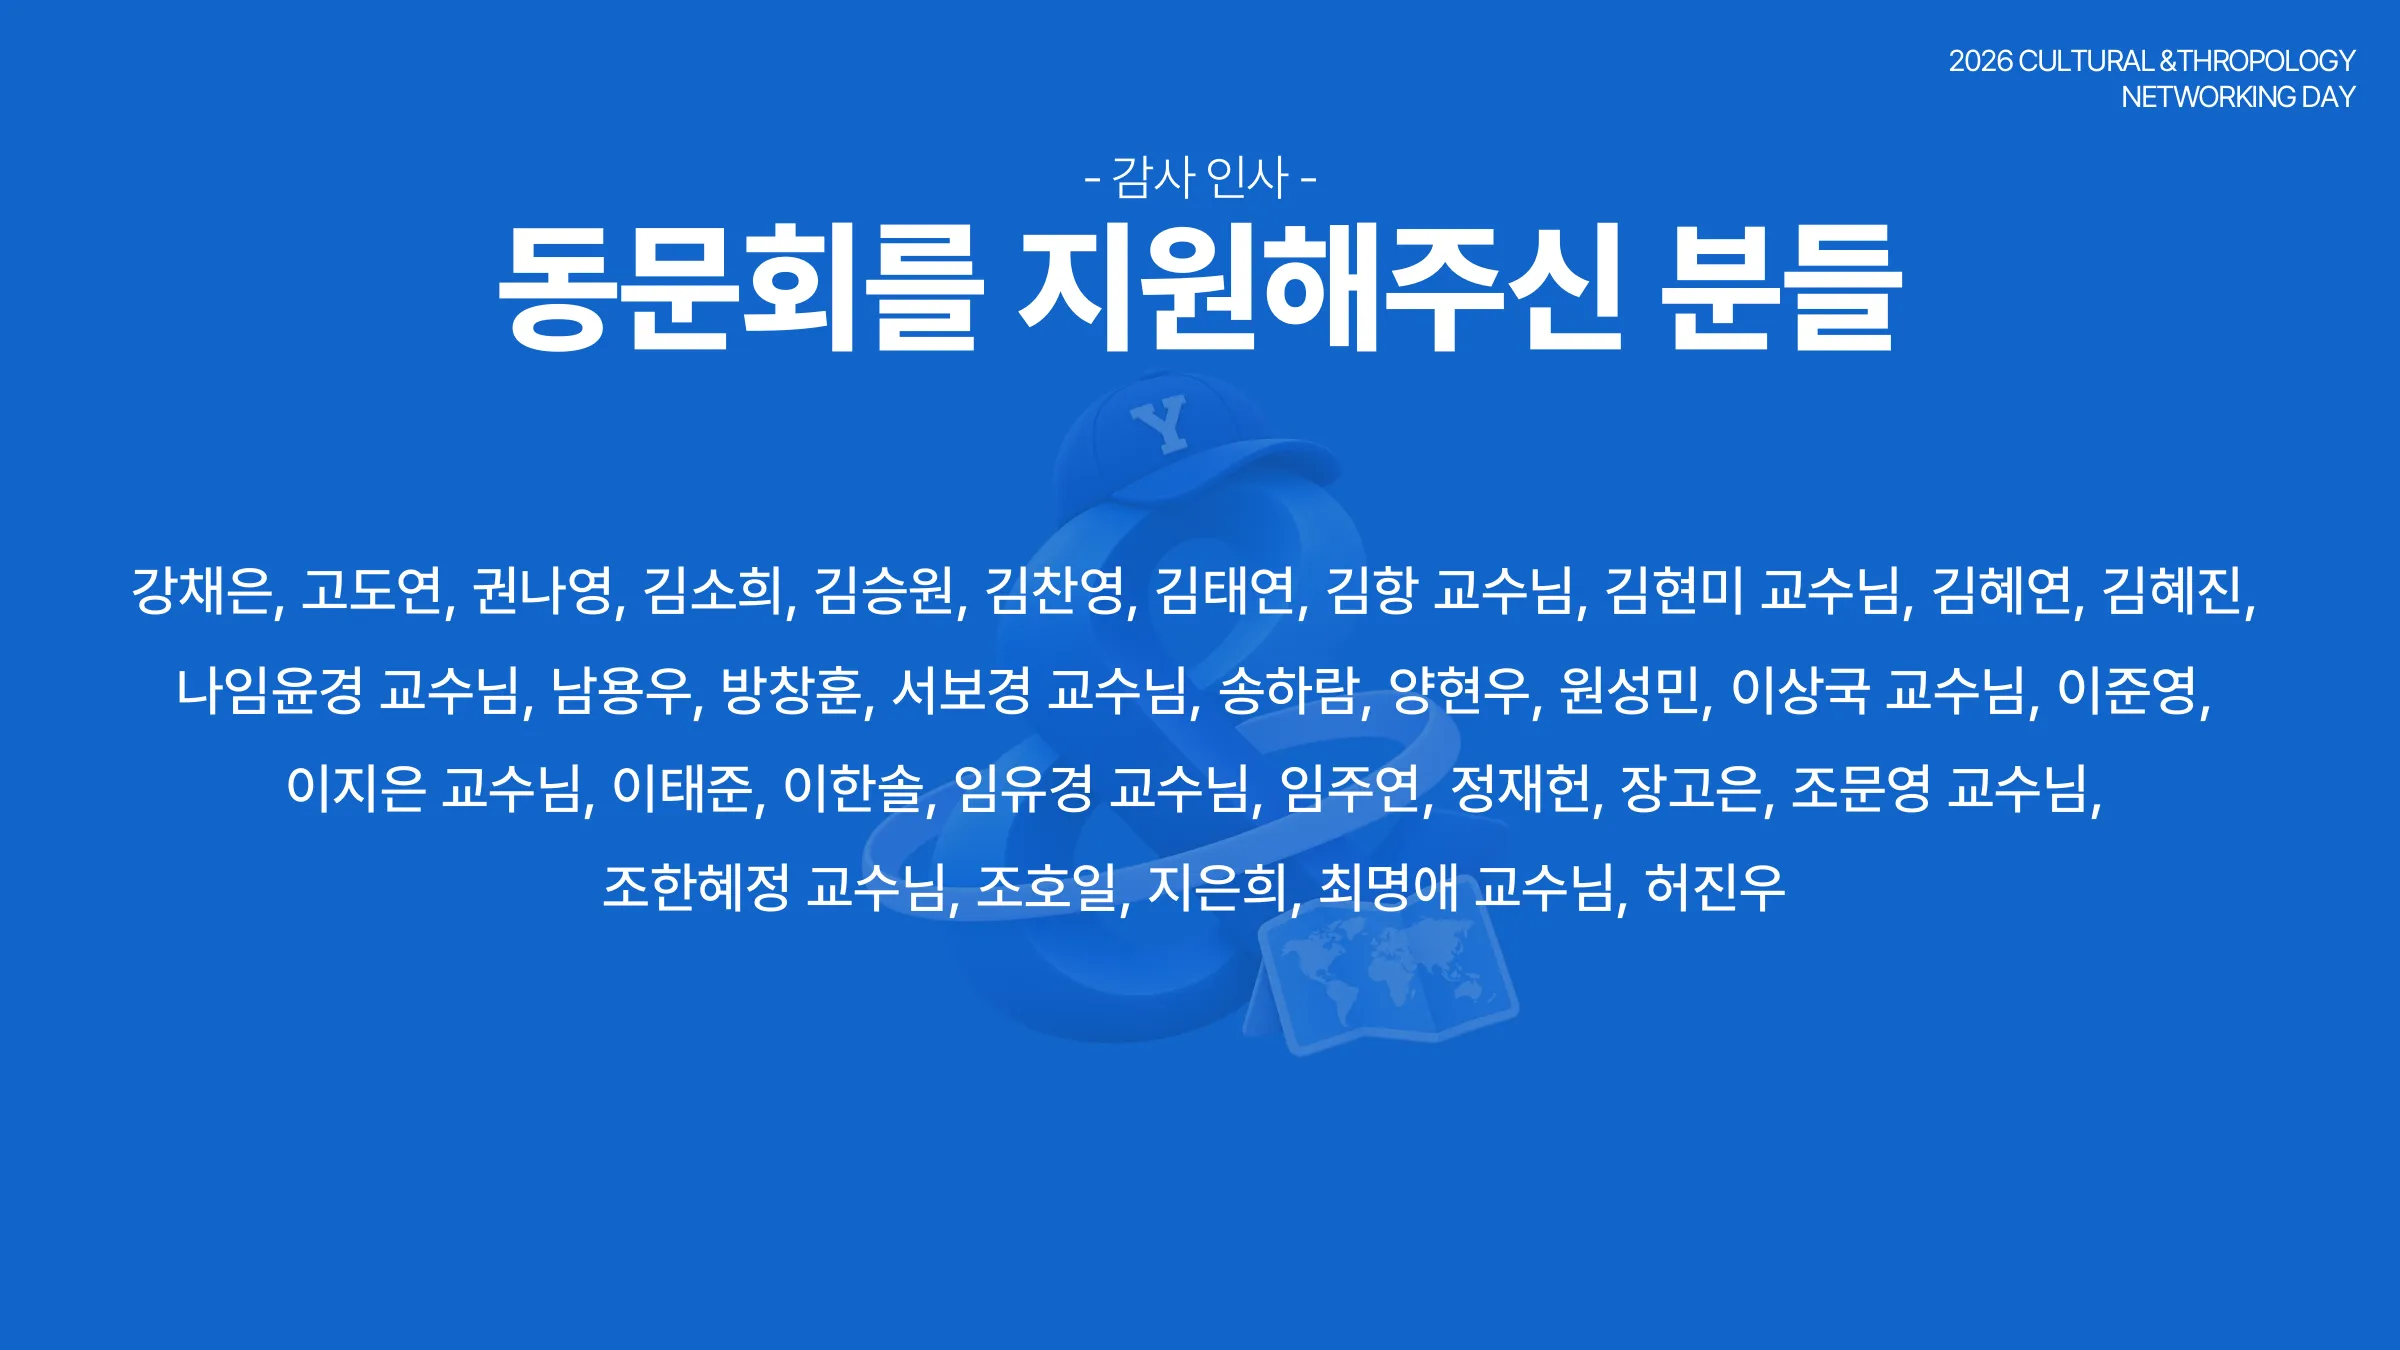 2026 CULTURAL &THROPOLOGY
NETWORKING DAY
- 감사 인사 -
동문회를 지원해주신 분들
Y
강채은, 고도연, 권나영, 김소희, 김승원, 김찬영, 김태연, 김항 교수님, 김현미 교수님, 김혜연, 김혜진,
나임윤경 교수님, 남용우, 방창훈, 서보경 교수님, 송하람, 양현우, 원성민, 이상국 교수님, 이준영,
이지은 교수님, 이태준, 이한솔, 임유경 교수님, 임주연, 정재헌, 장고은, 조문영 교수님,
조한혜정 교수님, 조호일, 지은희, 최명애 교수님, 허진우